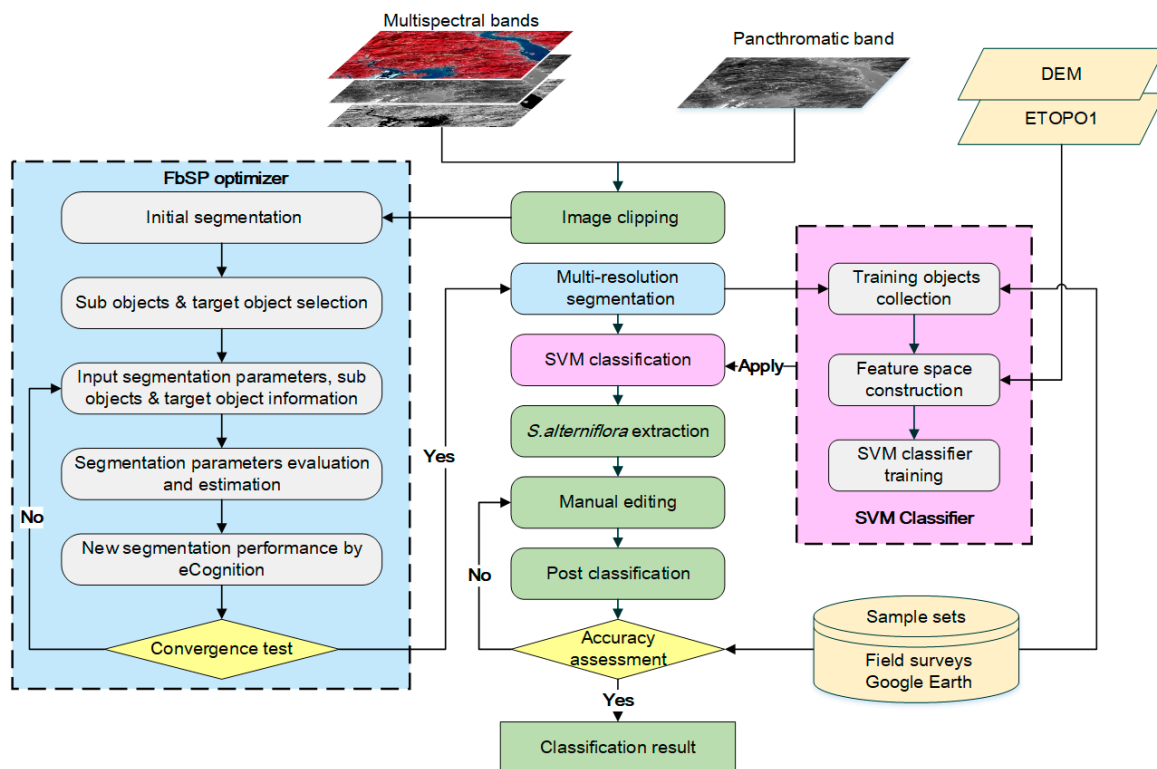 Multispectral bands
Pancthromatic band
DEM
ETOPO1
FbSP optimizer
Initial segmentation
Sub objects & target object selection
Input segmentation parameters, sub
objects & target object information
Segmentation parameters evaluation
and estimation
New segmentation performance by
eCognition
Convergence test
No
Yes
Image clipping
Multi-resolution
segmentation
SVM classification
S.alterniflora extraction
Manual editing
Post classification
Accuracy
assessment
No
Yes
Classification result
Apply
Training objects
collection
Feature space
construction
SVM classifier
training
SVM Classifier
Sample sets
Field surveys
Google Earth